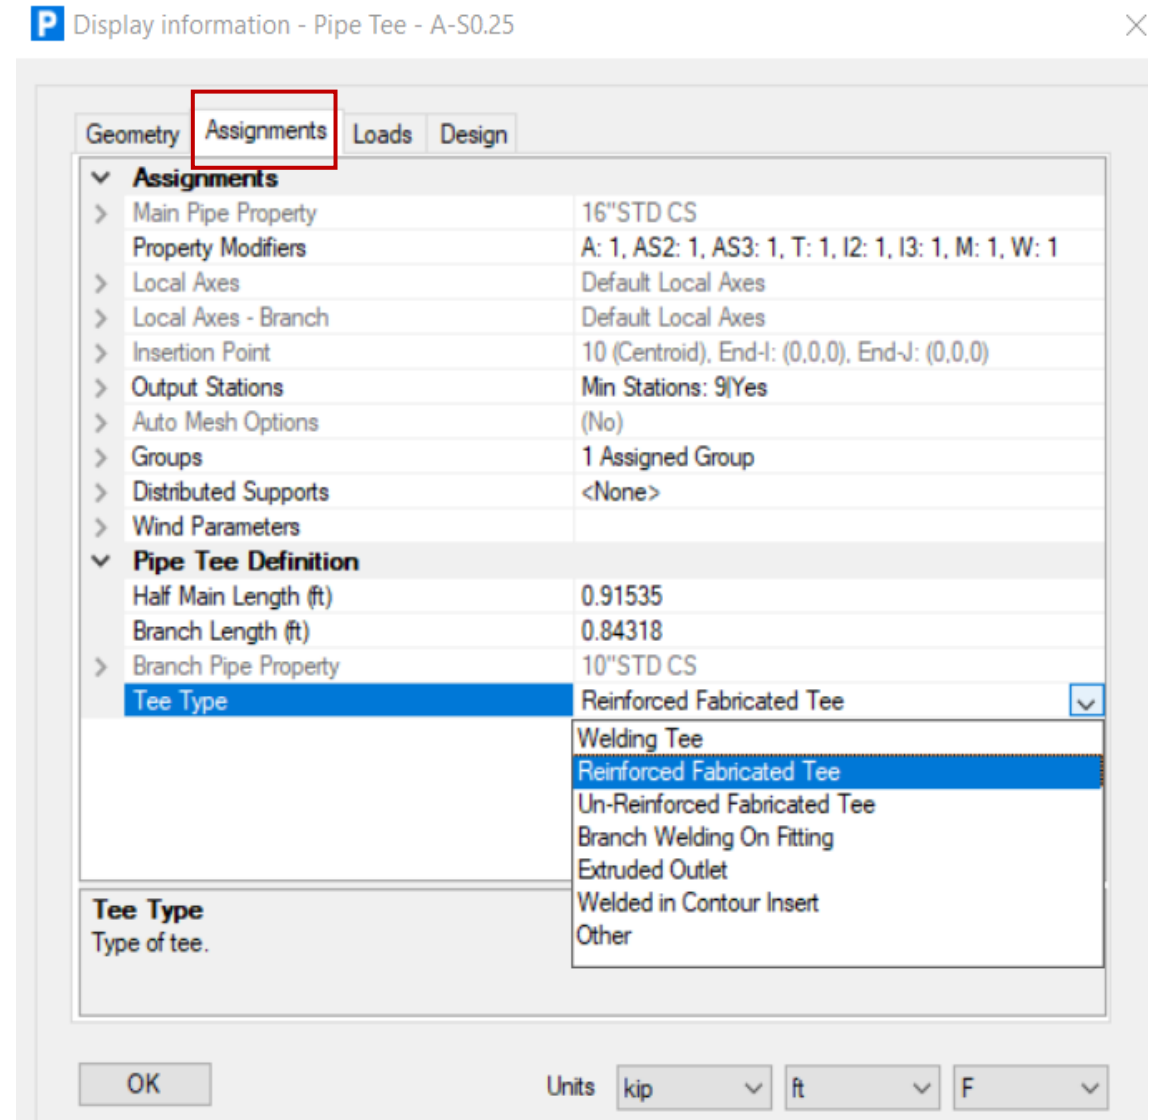 P Display information - Pipe Tee - A-S0.25
Geometry Assignments Loads Design
Assignments
Main Pipe Property 16"STD CS
Property Modifiers A: 1, AS2: 1, AS3: 1, T: 1, I2: 1, I3: 1, M: 1, W: 1
Local Axes Default Local Axes
Local Axes - Branch Default Local Axes
Insertion Point 10 (Centroid), End-I: (0,0,0), End-J: (0,0,0)
Output Stations Min Stations: 9|Yes
Auto Mesh Options (No)
Groups 1 Assigned Group
Distributed Supports <None>
Wind Parameters
Pipe Tee Definition
Half Main Length (ft) 0.91535
Branch Length (ft) 0.84318
Branch Pipe Property 10"STD CS
Tee Type Reinforced Fabricated Tee
Welding Tee
Reinforced Fabricated Tee
Un-Reinforced Fabricated Tee
Branch Welding On Fitting
Extruded Outlet
Welded in Contour Insert
Other
Tee Type
Type of tee.
OK Units kip ft F